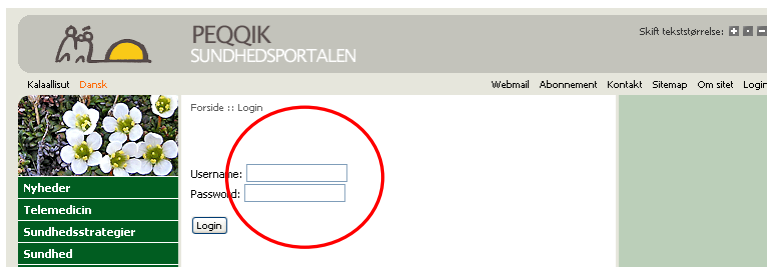 PEQQIK
SUNDHEDSPORTALEN
Skift tekststørrelse:
Kalaallisut Dansk
Webmail Abonnement Kontakt Sitemap Om sitet Login
Forside :: Login
Username:
Password:
Login
Nyheder
Telemedicin
Sundhedsstrategier
Sundhed